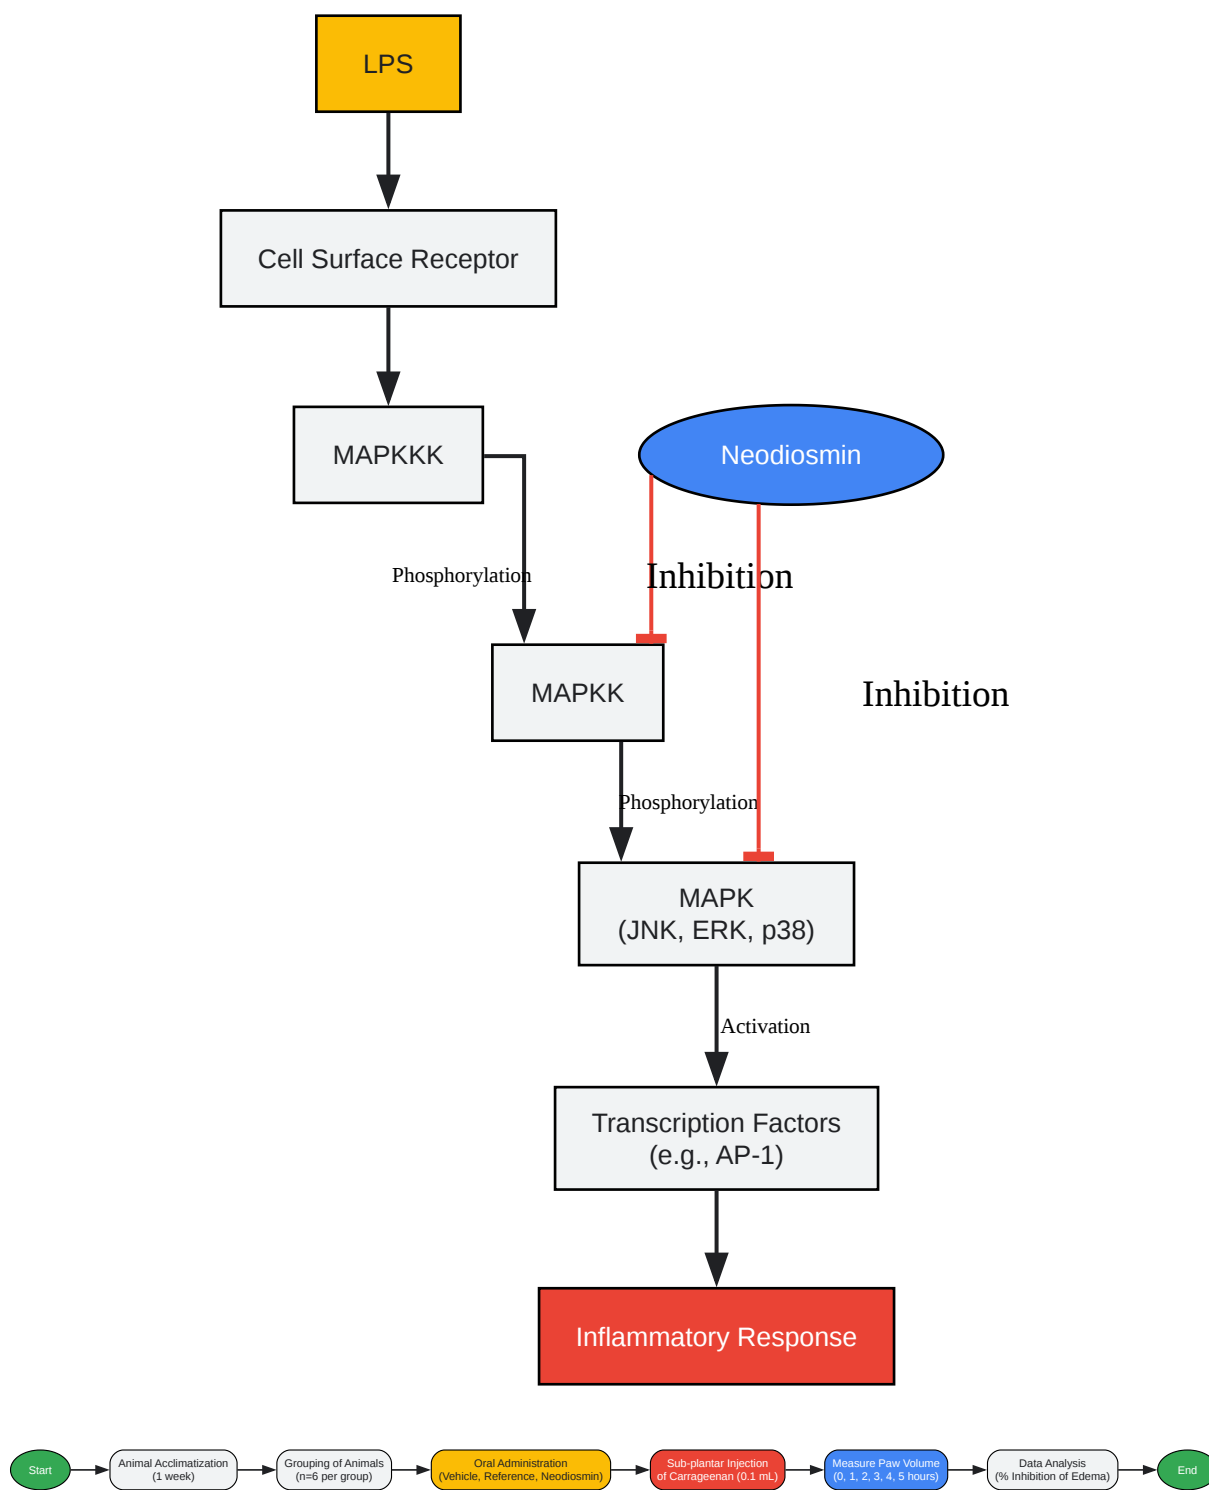 LPS
Cell Surface Receptor
MAPKKK
Neodiosmin
Phosphorylation
Inhibition
MAPKK
Inhibition
Phosphorylation
MAPK
(JNK, ERK, p38)
Activation
Transcription Factors
(e.g., AP-1)
Inflammatory Response
Start
Animal Acclimatization
(1 week)
Grouping of Animals
(n=6 per group)
Oral Administration
(Vehicle, Reference, Neodiosmin)
Sub-plantar Injection
of Carrageenan (0.1 mL)
Measure Paw Volume
(0, 1, 2, 3, 4, 5 hours)
Data Analysis
(% Inhibition of Edema)
End